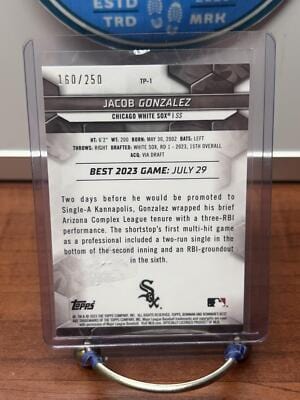 ESTD
TRD
MRK
160/250
TP-1
JACOB GONZALEZ
CHICAGO WHITE SOX® | SS
HT: 6'2" WT: 200 BORN: MAY 30, 2002 BATS: LEFT
THROWS: RIGHT DRAFTED: WHITE SOX, RD 1 - 2023, 15TH OVERALL
ACQ: VIA DRAFT
BEST 2023 GAME: JULY 29
Two days before he would be promoted to
Single-A Kannapolis, Gonzalez wrapped his brief
Arizona Complex League tenure with a three-RBI
performance. The shortstop's first multi-hit game
as a professional included a two-run single in the
bottom of the second inning and an RBI-groundout
in the sixth.
Sox
Topps